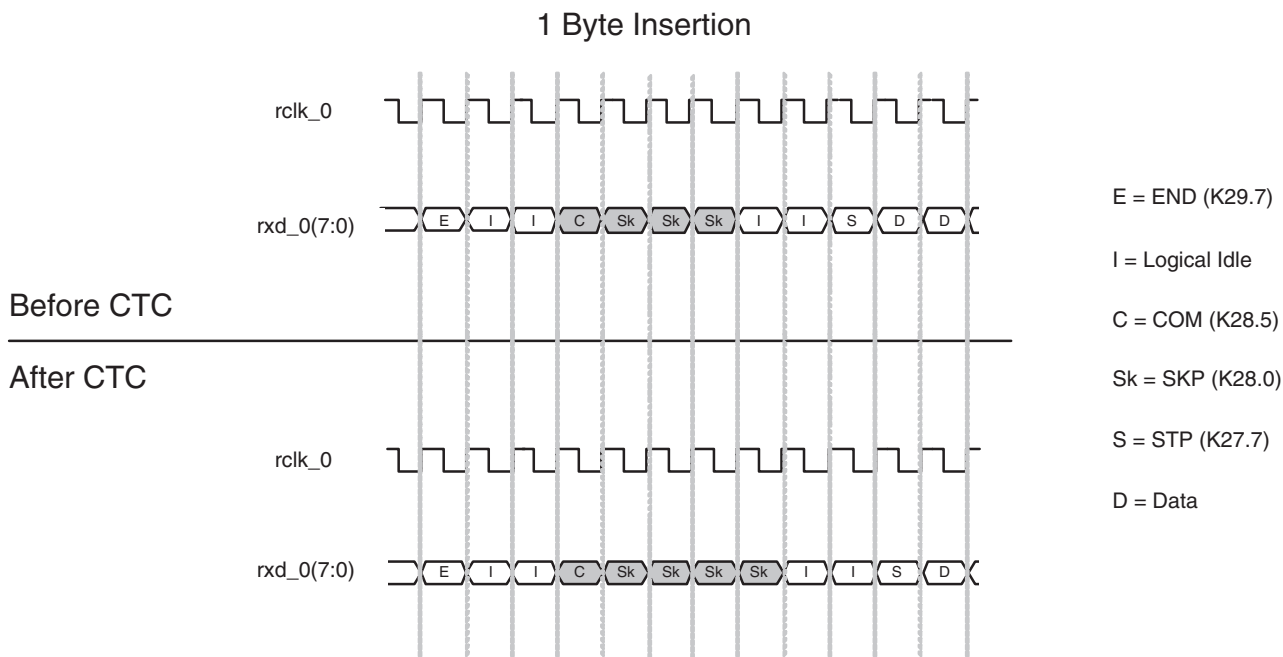 1 Byte Insertion
rclk_0
rxd_0(7:0)
E I I C Sk Sk Sk I I S D D
Before CTC
After CTC
rclk_0
rxd_0(7:0)
E I I C Sk Sk Sk Sk I I S D
E = END (K29.7)
I = Logical Idle
C = COM (K28.5)
Sk = SKP (K28.0)
S = STP (K27.7)
D = Data